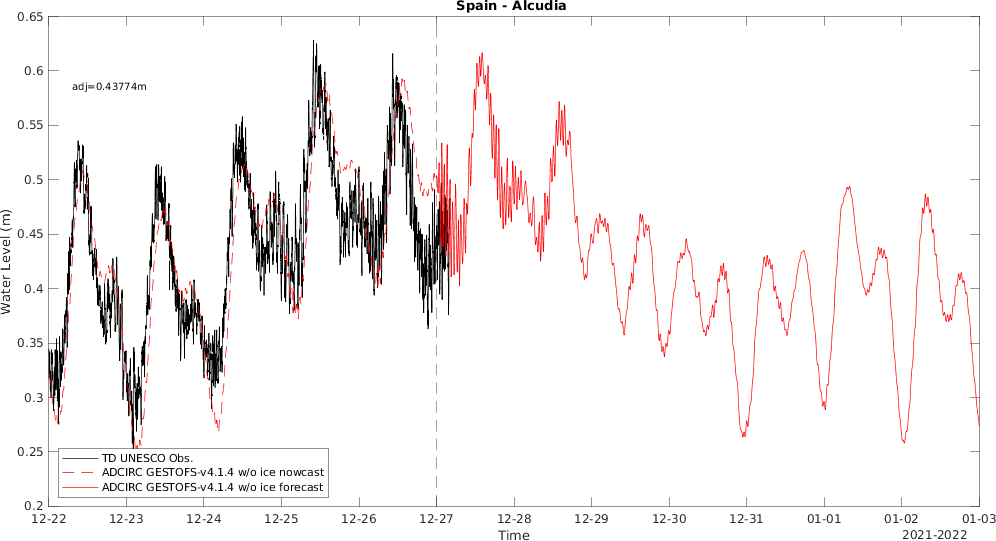 Spain - Alcudia
0.65
0.6
0.55
0.5
0.45
0.4
0.35
0.3
0.25
0.2
Water Level (m)
adj=0.43774m
TD UNESCO Obs.
ADCIRC GESTOFS-v4.1.4 w/o ice nowcast
ADCIRC GESTOFS-v4.1.4 w/o ice forecast
12-22 12-23 12-24 12-25 12-26 12-27 12-28 12-29 12-30 12-31 01-01 01-02 01-03
Time
2021-2022